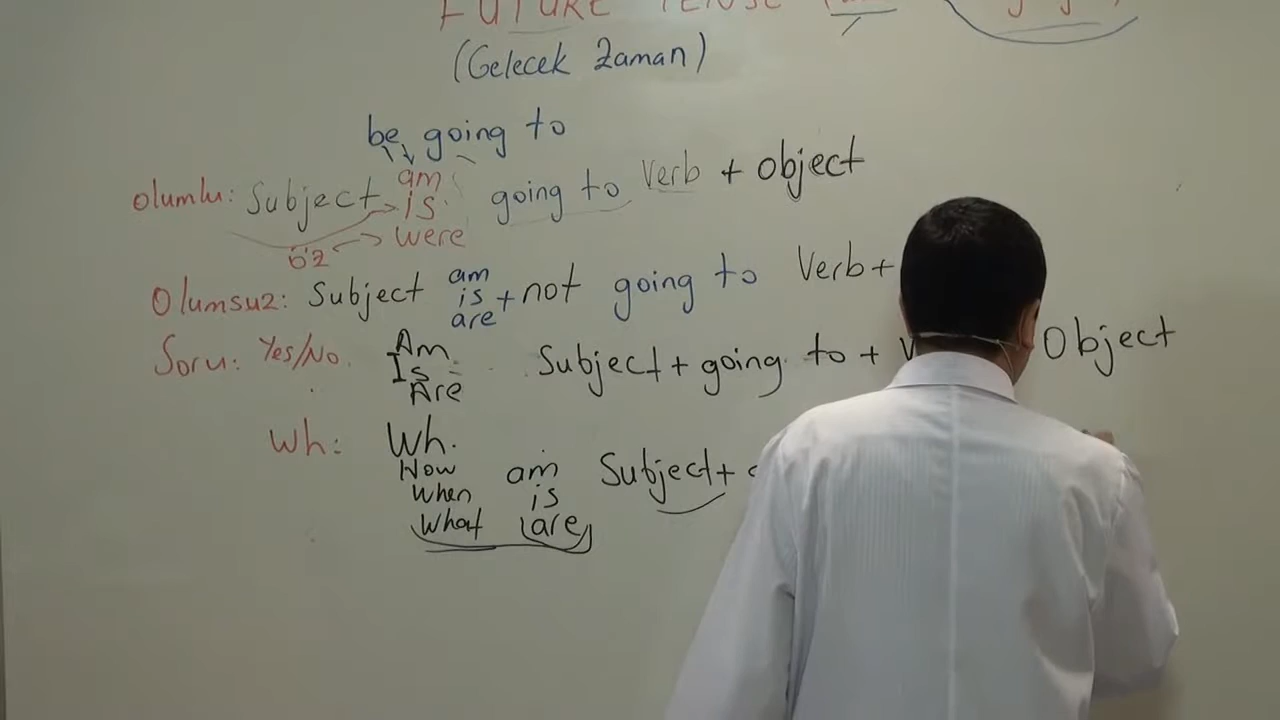 FUTURE TENSE
(Gelecek Zaman)
be going to
Olumlu: Subject am is were going to Verb + object
öz
Olumsuz: Subject am is are + not going to Verb +
Soru: Yes/No. Am Is Are Subject + going to + Object
Wh: Wh. How When What am is are Subject +